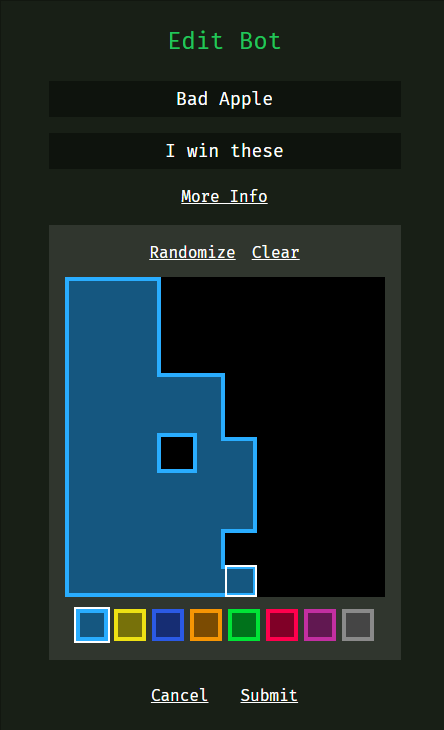 Edit Bot
Bad Apple
I win these
More Info
Randomize Clear
Cancel Submit